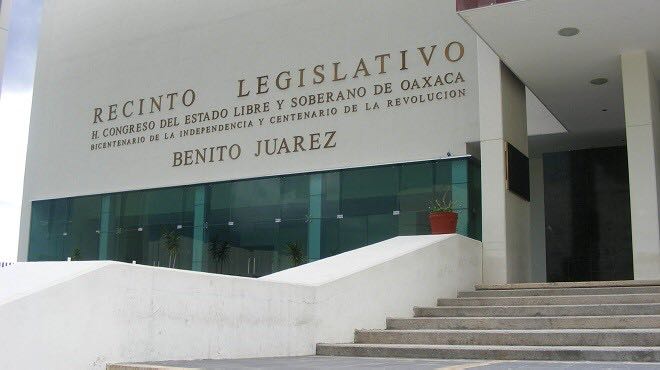 RECINTO LEGISLATIVO
H. CONGRESO DEL ESTADO LIBRE Y SOBERANO DE OAXACA
BICENTENARIO DE LA INDEPENDENCIA Y CENTENARIO DE LA REVOLUCION
BENITO JUAREZ